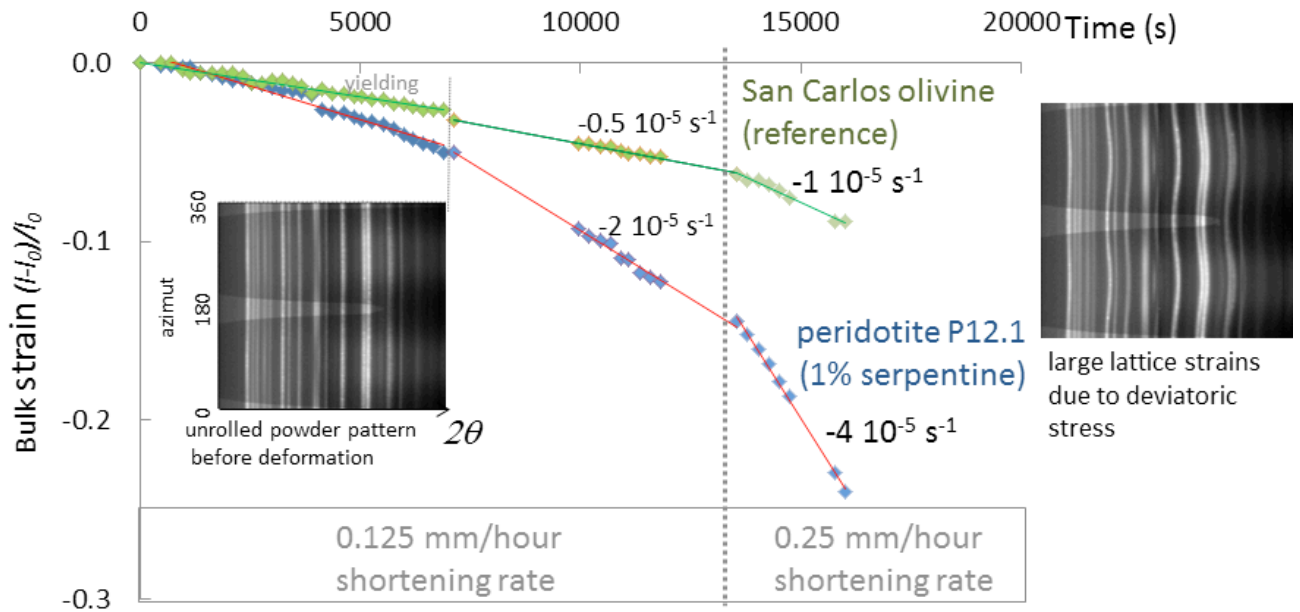 0 5000 10000 15000 20000 Time (s)
0.0
-0.1
-0.2
-0.3
Bulk strain (l-l0)/l0
yielding
-0.5 10-5 s-1
San Carlos olivine
(reference)
-1 10-5 s-1
-2 10-5 s-1
peridotite P12.1
(1% serpentine)
-4 10-5 s-1
360
180
0
azimut
2θ
unrolled powder pattern
before deformation
large lattice strains
due to deviatoric
stress
0.125 mm/hour
shortening rate
0.25 mm/hour
shortening rate